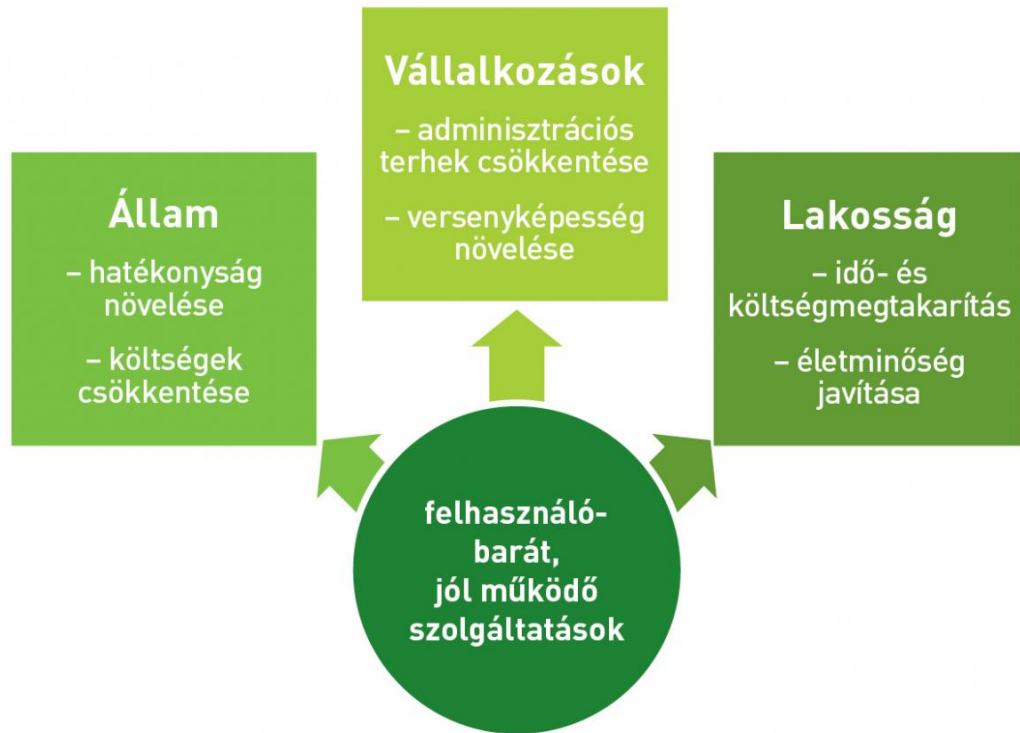 Vállalkozások
– adminisztrációs
terhek csökkentése
– versenyképesség
növelése
Állam
– hatékonyság
növelése
– költségek
csökkentése
Lakosság
– idő- és
költségmegtakarítás
– életminőség
javítása
felhasználó-
barát,
jól működő
szolgáltatások